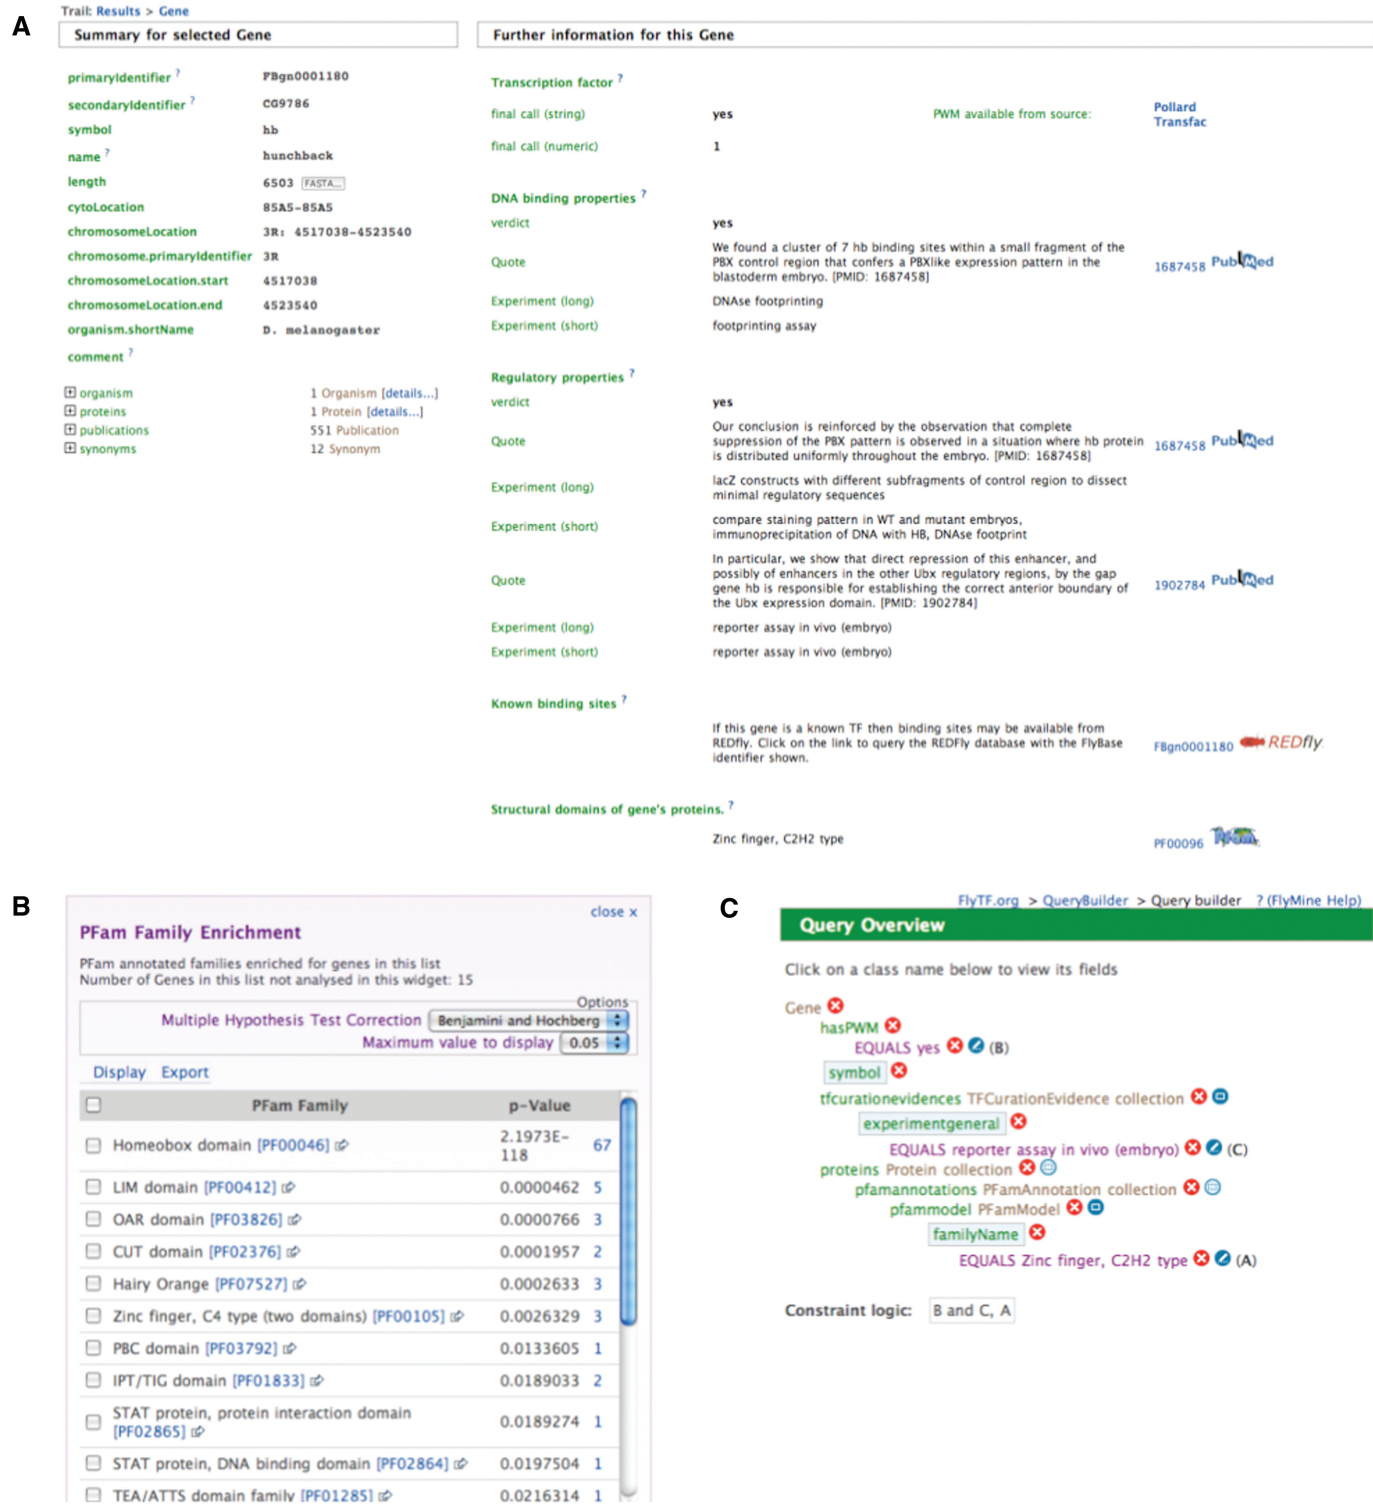 A
Trail: Results > Gene
Summary for selected Gene
primaryIdentifier ? FBgn0001180
secondaryIdentifier ? CG9786
symbol hb
name ? hunchback
length 6503 FASTA...
cytoLocation 85A5-85A5
chromosomeLocation 3R: 4517038-4523540
chromosome.primaryIdentifier 3R
chromosomeLocation.start 4517038
chromosomeLocation.end 4523540
organism.shortName D. melanogaster
comment ?
organism 1 Organism [details...]
proteins 1 Protein [details...]
publications 551 Publication
synonyms 12 Synonym
Further information for this Gene
Transcription factor ?
final call (string) yes PWM available from source: Pollard
Transfac
final call (numeric) 1
DNA binding properties ?
verdict yes
Quote
We found a cluster of 7 hb binding sites within a small fragment of the
PBX control region that confers a PBXlike expression pattern in the
blastoderm embryo. [PMID: 1687458]
1687458 PubMed
Experiment (long) DNAse footprinting
Experiment (short) footprinting assay
Regulatory properties ?
verdict yes
Quote
Our conclusion is reinforced by the observation that complete
suppression of the PBX pattern is observed in a situation where hb protein
is distributed uniformly throughout the embryo. [PMID: 1687458]
1687458 PubMed
Experiment (long)
lacZ constructs with different subfragments of control region to dissect
minimal regulatory sequences
Experiment (short)
compare staining pattern in WT and mutant embryos,
immunoprecipitation of DNA with HB, DNAse footprint
Quote
In particular, we show that direct repression of this enhancer, and
possibly of enhancers in the other Ubx regulatory regions, by the gap
gene hb is responsible for establishing the correct anterior boundary of
the Ubx expression domain. [PMID: 1902784]
1902784 PubMed
Experiment (long) reporter assay in vivo (embryo)
Experiment (short) reporter assay in vivo (embryo)
Known binding sites ?
If this gene is a known TF then binding sites may be available from
REDfly. Click on the link to query the REDFly database with the FlyBase
identifier shown.
FBgn0001180 REDfly
Structural domains of gene's proteins. ?
Zinc finger, C2H2 type PF00096 Pfam
B
close x
PFam Family Enrichment
PFam annotated families enriched for genes in this list
Number of Genes in this list not analysed in this widget: 15
Options
Multiple Hypothesis Test Correction Benjamini and Hochberg
Maximum value to display 0.05
Display Export
PFam Family p-Value
Homeobox domain [PF00046] 2.1973E-
118 67
LIM domain [PF00412] 0.0000462 5
OAR domain [PF03826] 0.0000766 3
CUT domain [PF02376] 0.0001957 2
Hairy Orange [PF07527] 0.0002633 3
Zinc finger, C4 type (two domains) [PF00105] 0.0026329 3
PBC domain [PF03792] 0.0133605 1
IPT/TIG domain [PF01833] 0.0189033 2
STAT protein, protein interaction domain
[PF02865] 0.0189274 1
STAT protein, DNA binding domain [PF02864] 0.0197504 1
TEA/ATTS domain family [PF01285] 0.0216314 1
C
FlyTF.org > QueryBuilder > Query builder ? (FlyMine Help)
Query Overview
Click on a class name below to view its fields
Gene
hasPWM
EQUALS yes (B)
symbol
tfcurationevidences TFCurationEvidence collection
experimentgeneral
EQUALS reporter assay in vivo (embryo) (C)
proteins Protein collection
pfamannotations PFamAnnotation collection
pfammodel PFamModel
familyName
EQUALS Zinc finger, C2H2 type (A)
Constraint logic: B and C, A